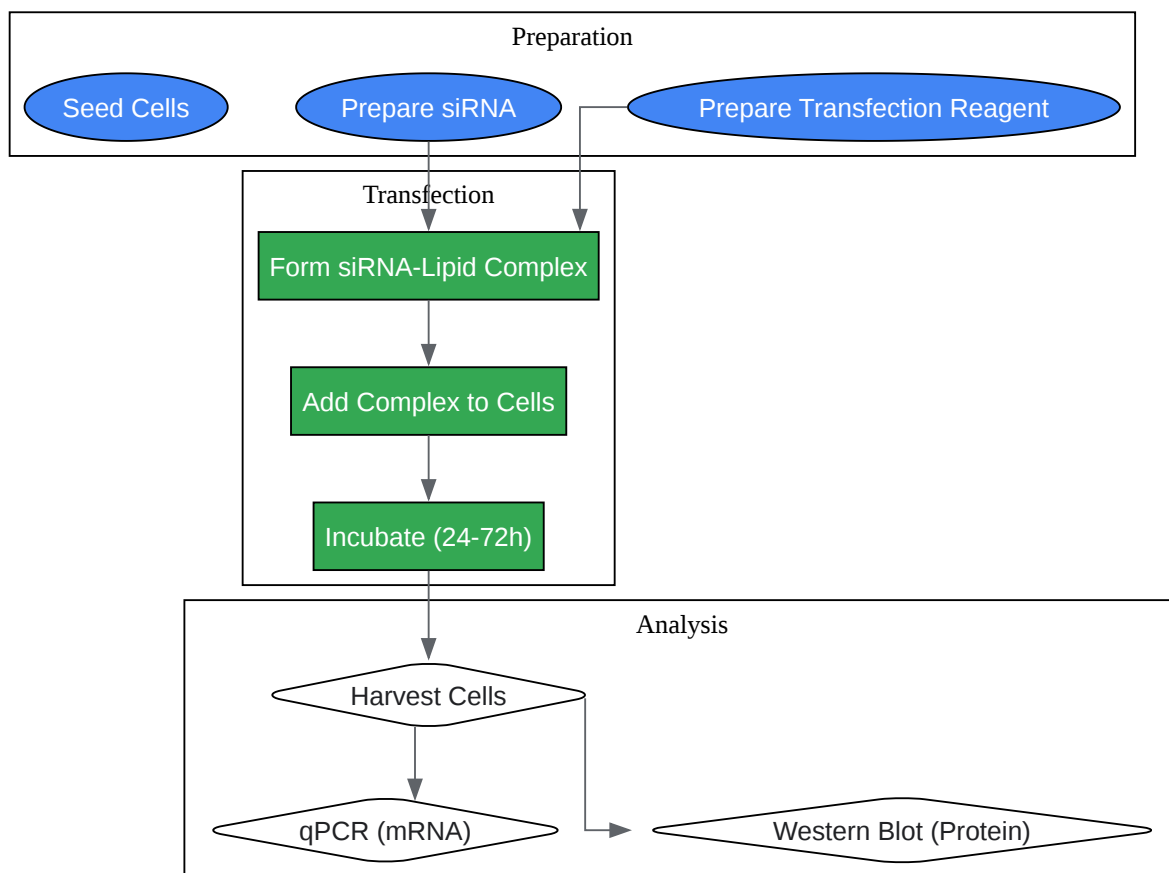 Preparation
Seed Cells
Prepare siRNA
Prepare Transfection Reagent
Transfection
Form siRNA-Lipid Complex
Add Complex to Cells
Incubate (24-72h)
Analysis
Harvest Cells
qPCR (mRNA)
Western Blot (Protein)